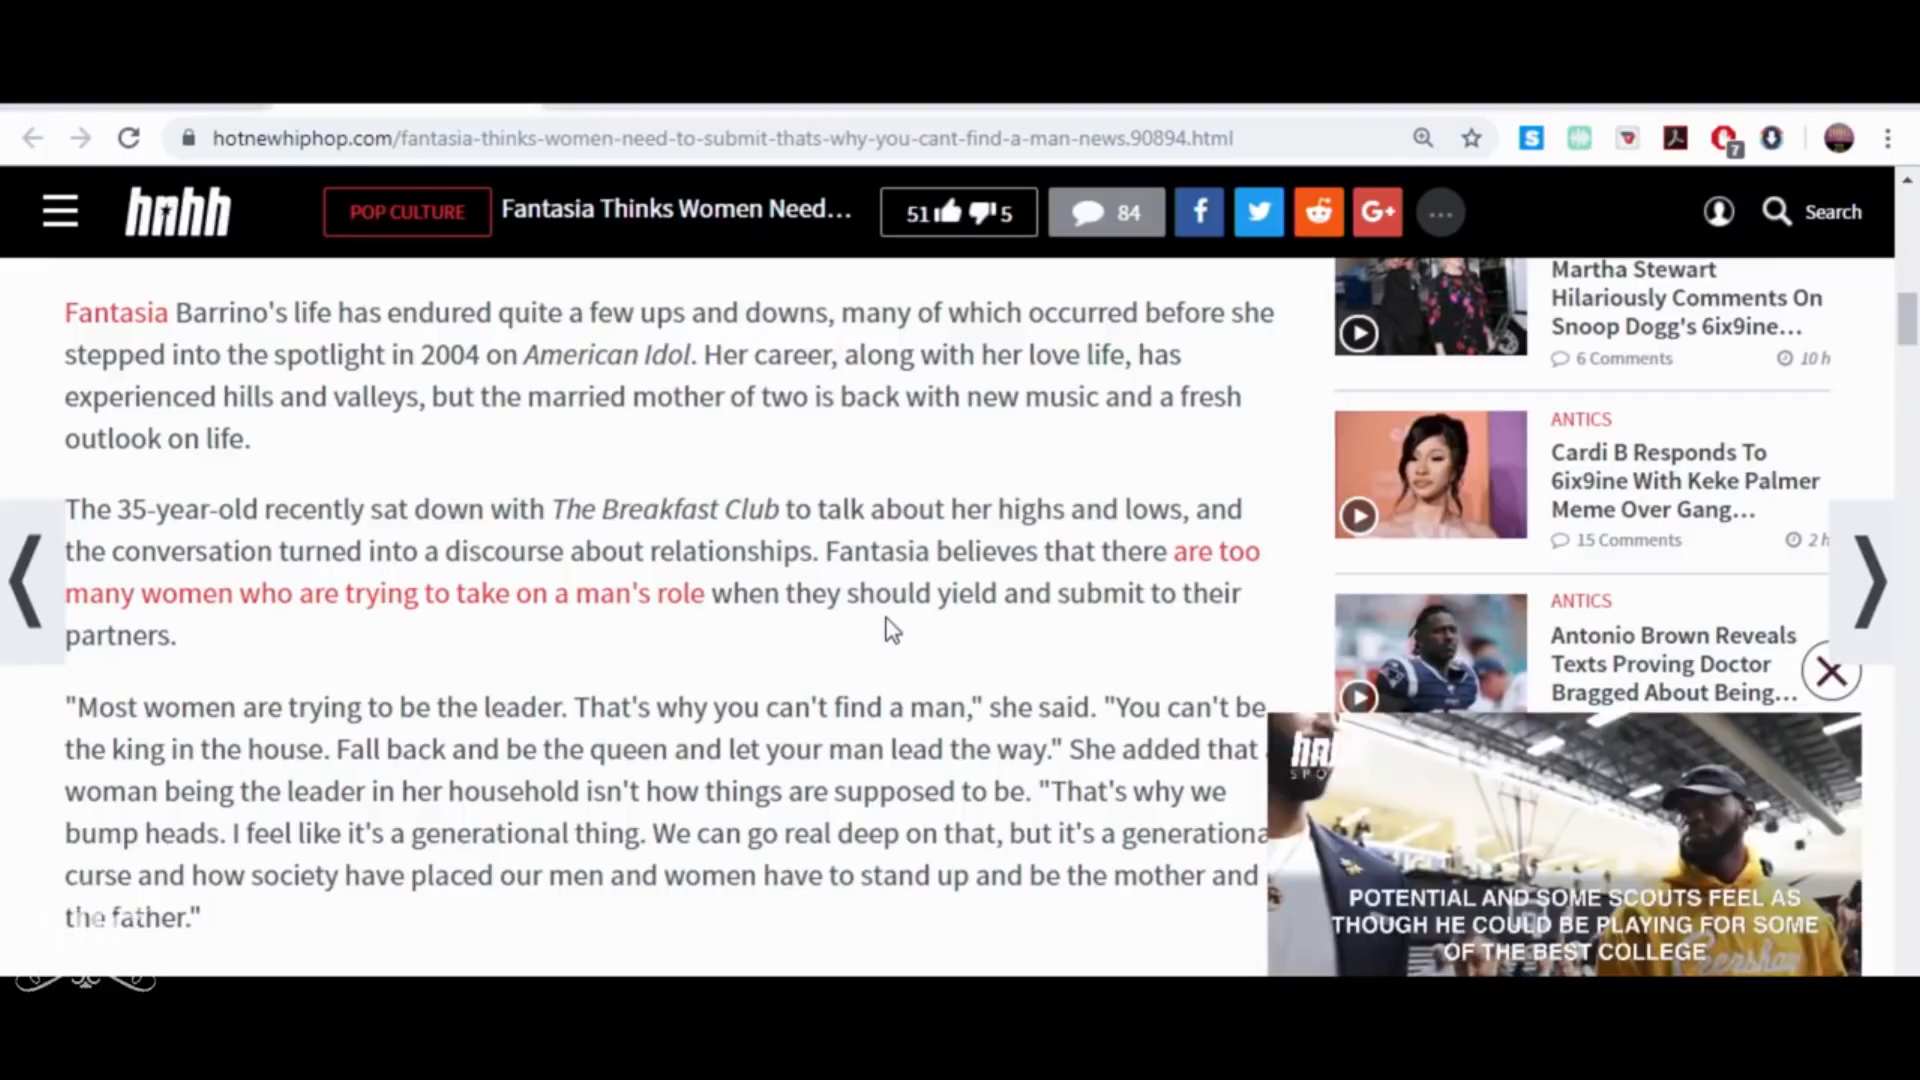 hotnewhiphop.com/fantasia-thinks-women-need-to-submit-thats-why-you-cant-find-a-man-news.90894.html
S
7
hnhh
POP CULTURE
Fantasia Thinks Women Need...
51
5
84
f
G+
...
Search
Fantasia Barrino's life has endured quite a few ups and downs, many of which occurred before she
stepped into the spotlight in 2004 on American Idol. Her career, along with her love life, has
experienced hills and valleys, but the married mother of two is back with new music and a fresh
outlook on life.
The 35-year-old recently sat down with The Breakfast Club to talk about her highs and lows, and
the conversation turned into a discourse about relationships. Fantasia believes that there are too
many women who are trying to take on a man's role when they should yield and submit to their
partners.
"Most women are trying to be the leader. That's why you can't find a man," she said. "You can't be
the king in the house. Fall back and be the queen and let your man lead the way." She added that
woman being the leader in her household isn't how things are supposed to be. "That's why we
bump heads. I feel like it's a generational thing. We can go real deep on that, but it's a generationa
curse and how society have placed our men and women have to stand up and be the mother and
the father."
Martha Stewart
Hilariously Comments On
Snoop Dogg's 6ix9ine...
6 Comments
10 h
ANTICS
Cardi B Responds To
6ix9ine With Keke Palmer
Meme Over Gang...
15 Comments
2 h
ANTICS
Antonio Brown Reveals
Texts Proving Doctor
Bragged About Being...
POTENTIAL AND SOME SCOUTS FEEL AS
THOUGH HE COULD BE PLAYING FOR SOME
OF THE BEST COLLEGE
Crenshaw